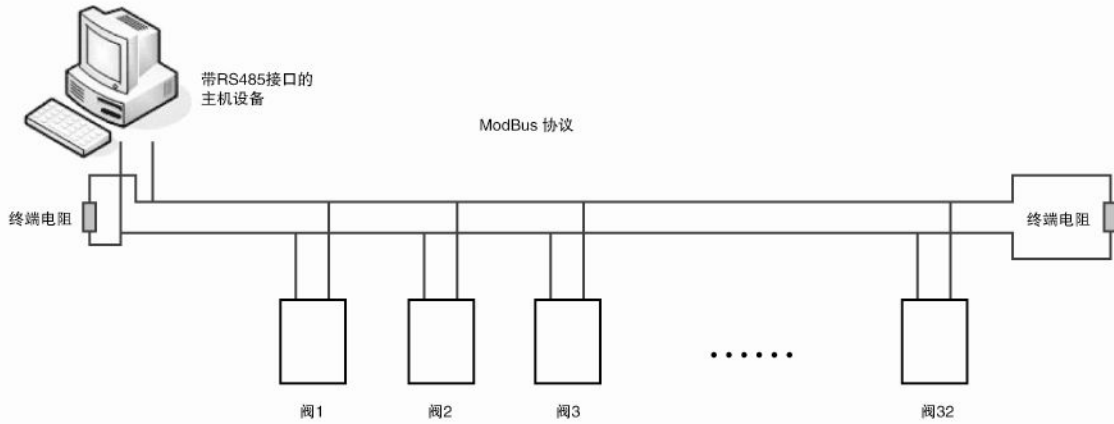 带RS485接口的
主机设备
ModBus 协议
终端电阻
终端电阻
阀1
阀2
阀3
......
阀32